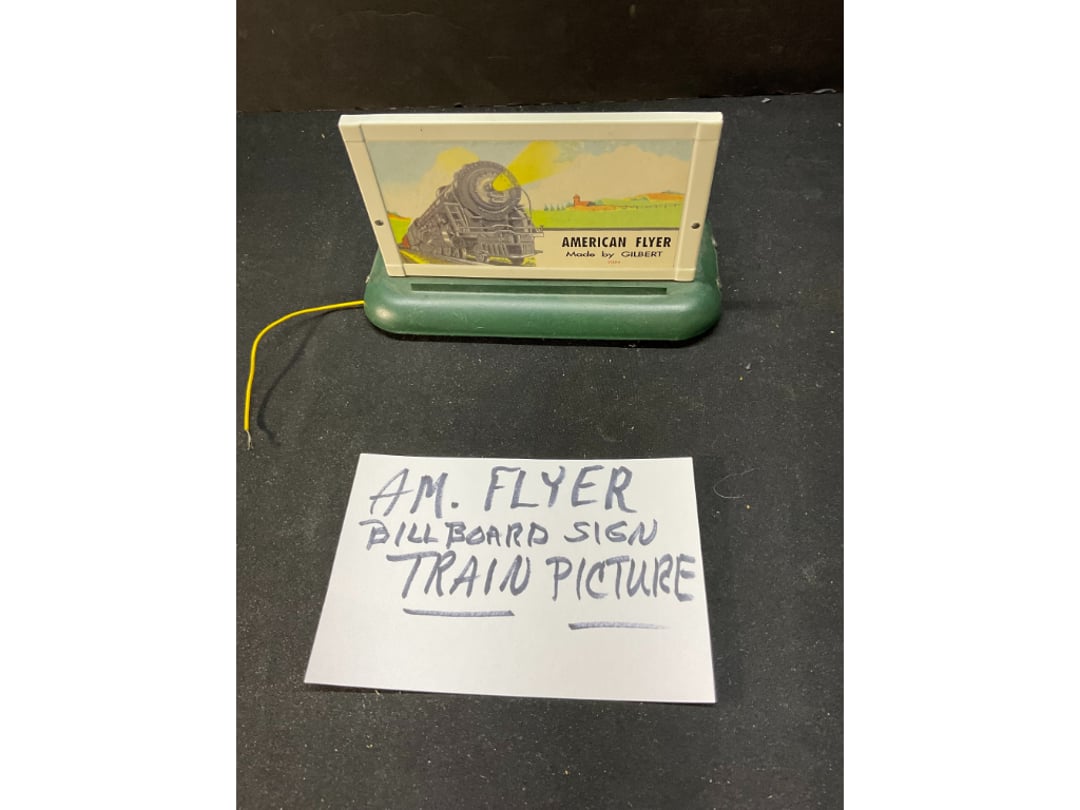 AMERICAN FLYER
Made by GILBERT
AM. FLYER
BILLBOARD SIGN
TRAIN PICTURE